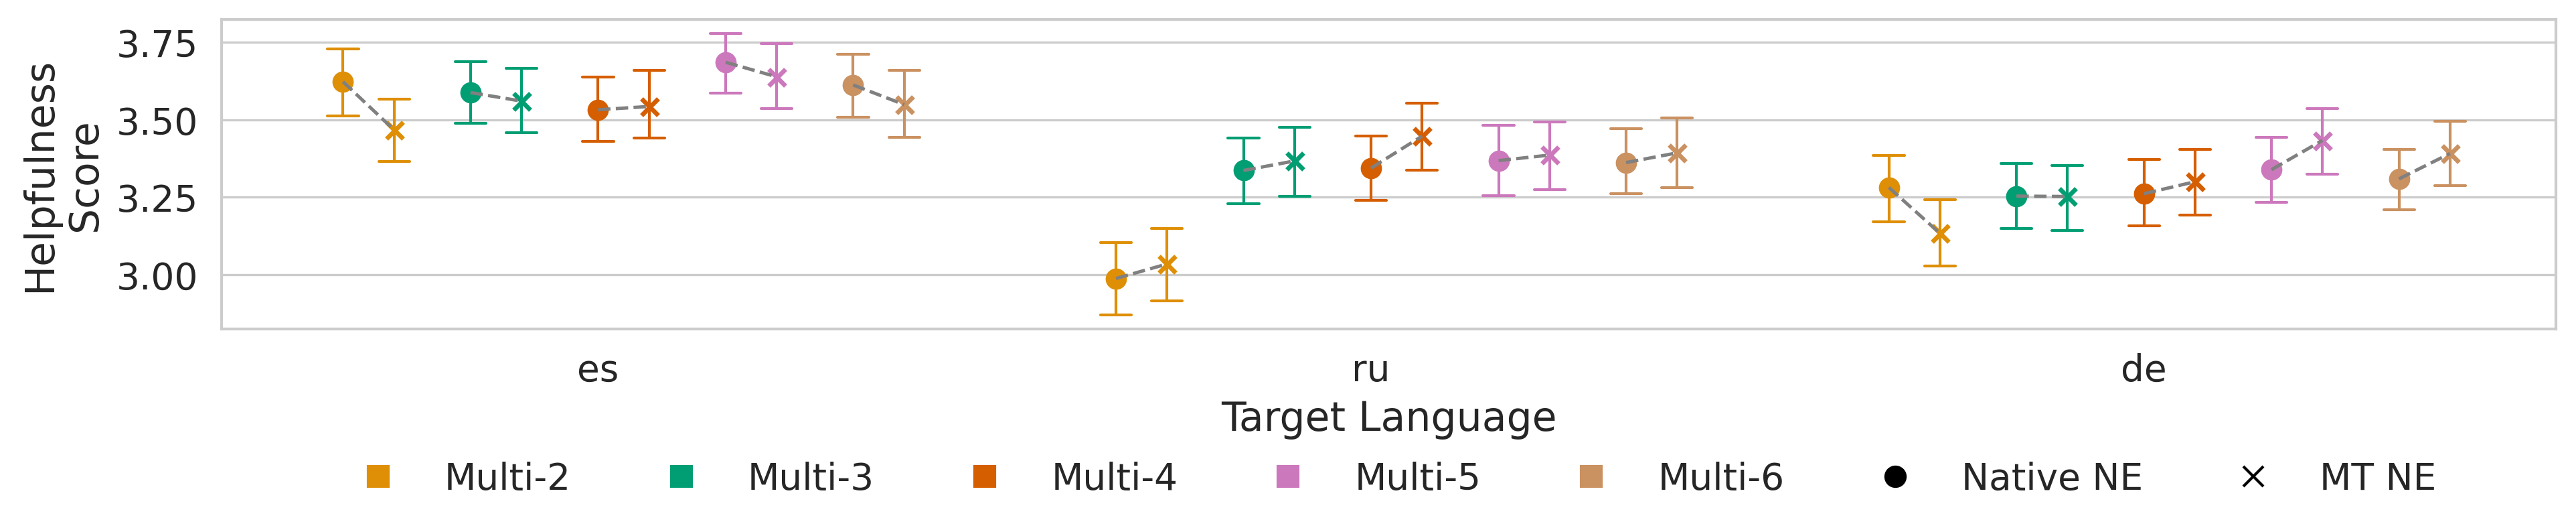 Helpfulness
Score
3.75
3.50
3.25
3.00
es ru de
Target Language
Multi-2 Multi-3 Multi-4 Multi-5 Multi-6 Native NE MT NE